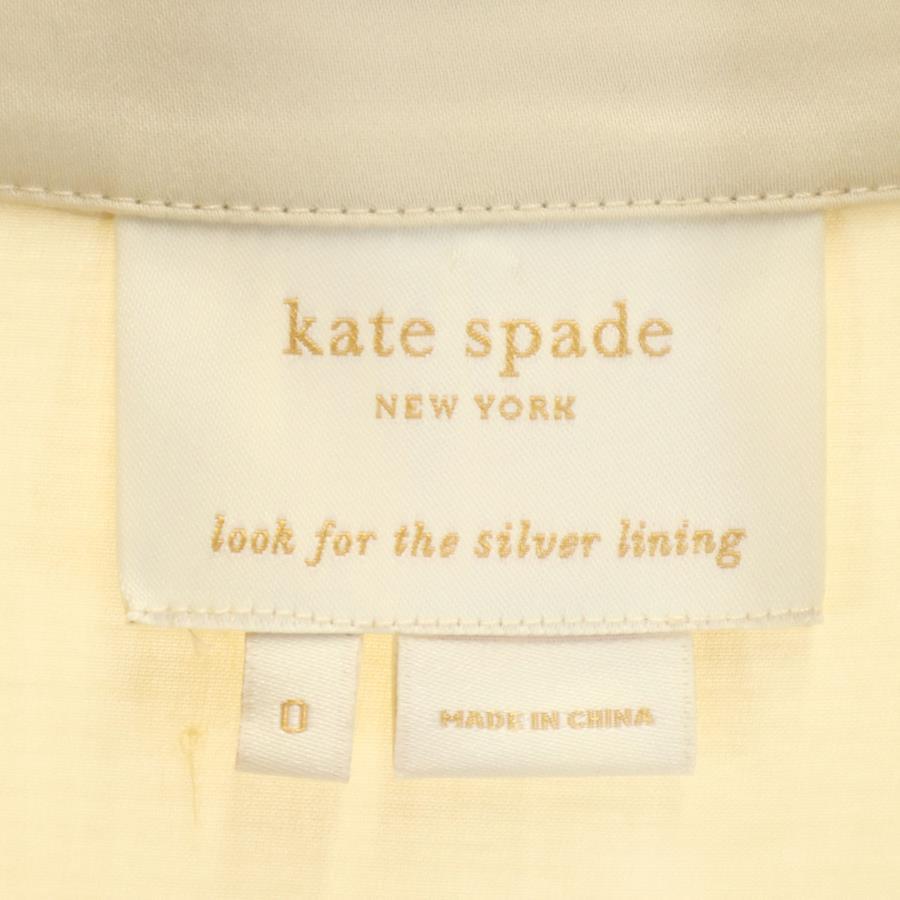 kate spade
NEW YORK
look for the silver lining
0
MADE IN CHINA